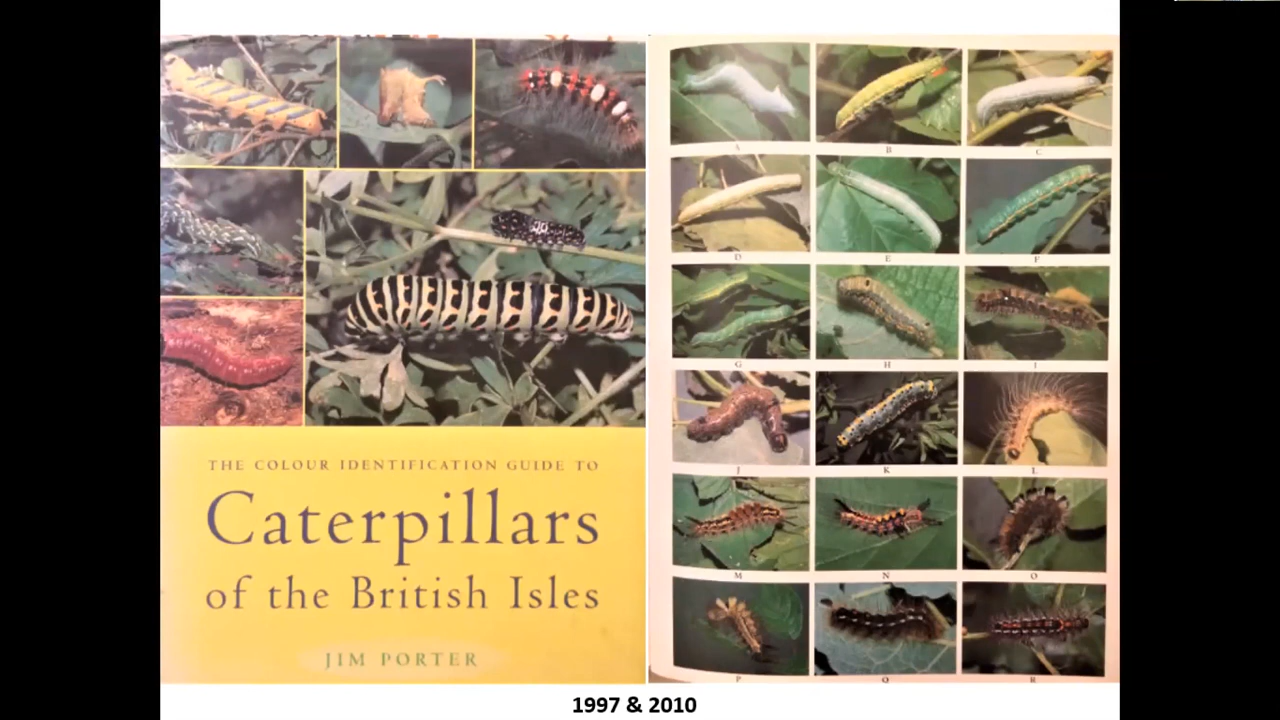 THE COLOUR IDENTIFICATION GUIDE TO
Caterpillars
of the British Isles
JIM PORTER
A B C
D E F
G H I
J K L
M N O
P Q R
1997 & 2010